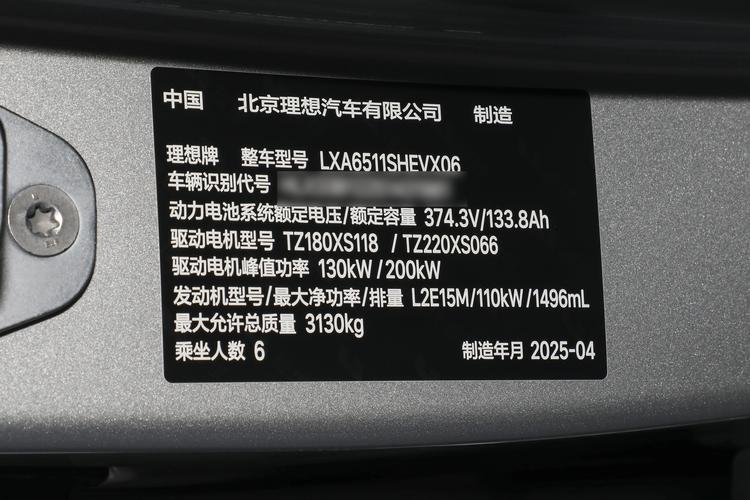 中国 北京理想汽车有限公司 制造
理想牌 整车型号 LXA6511SHEVX06
车辆识别代号
动力电池系统额定电压/额定容量 374.3V/133.8Ah
驱动电机型号 TZ180XS118 / TZ220XS066
驱动电机峰值功率 130kW / 200kW
发动机型号/最大净功率/排量 L2E15M/110kW/1496mL
最大允许总质量 3130kg
乘坐人数 6 制造年月 2025-04